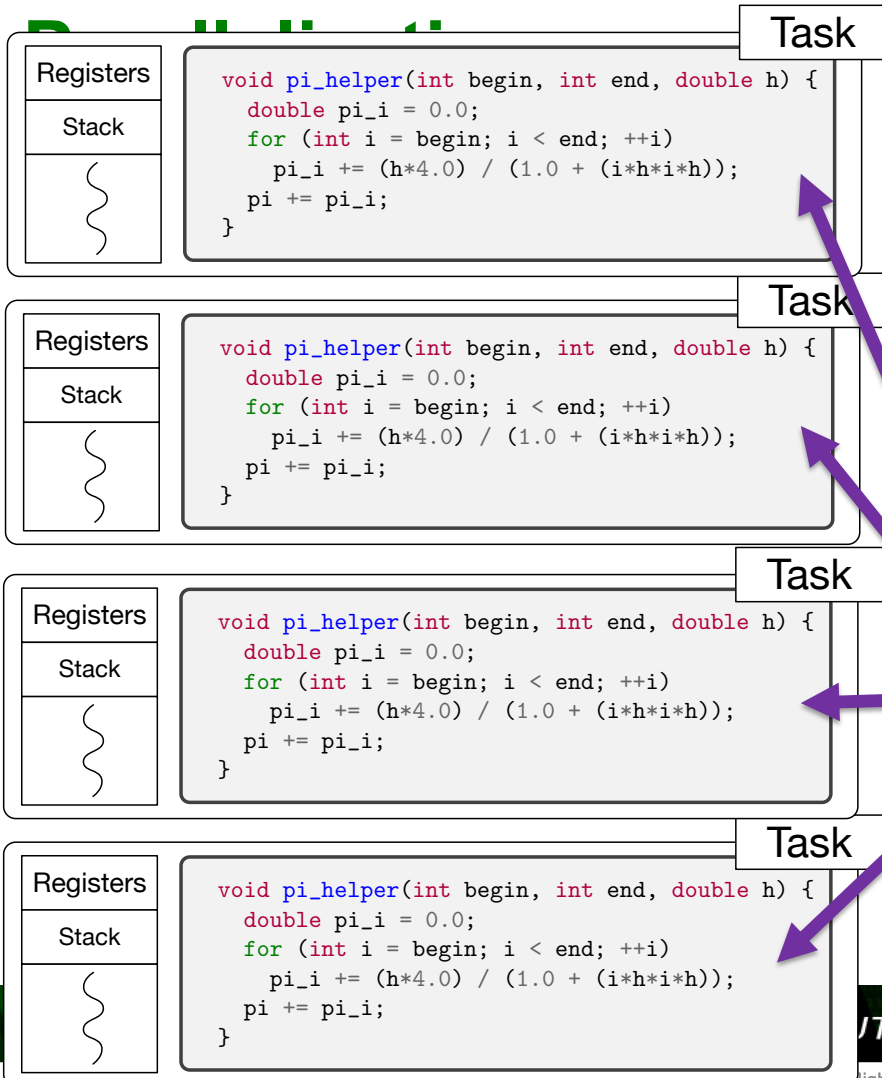 Task
Registers
Stack
void pi_helper(int begin, int end, double h) {
double pi_i = 0.0;
for (int i = begin; i < end; ++i)
pi_i += (h*4.0) / (1.0 + (i*h*i*h));
pi += pi_i;
}
Task
Registers
Stack
void pi_helper(int begin, int end, double h) {
double pi_i = 0.0;
for (int i = begin; i < end; ++i)
pi_i += (h*4.0) / (1.0 + (i*h*i*h));
pi += pi_i;
}
Task
Registers
Stack
void pi_helper(int begin, int end, double h) {
double pi_i = 0.0;
for (int i = begin; i < end; ++i)
pi_i += (h*4.0) / (1.0 + (i*h*i*h));
pi += pi_i;
}
Task
Registers
Stack
void pi_helper(int begin, int end, double h) {
double pi_i = 0.0;
for (int i = begin; i < end; ++i)
pi_i += (h*4.0) / (1.0 + (i*h*i*h));
pi += pi_i;
}